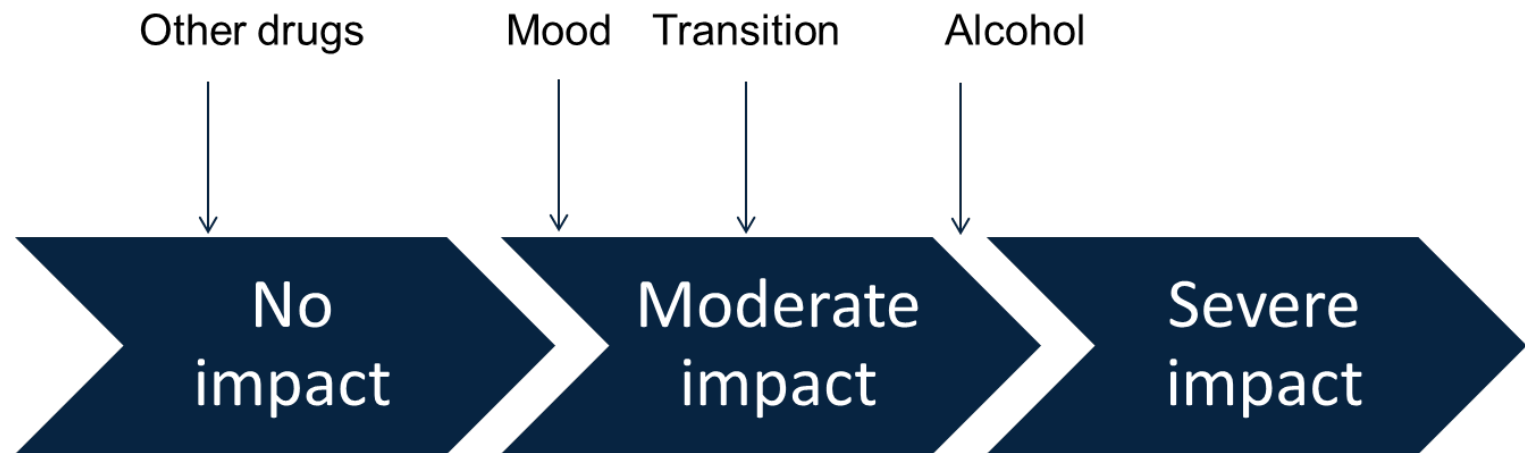 Other drugs Mood Transition Alcohol
No impact
Moderate impact
Severe impact